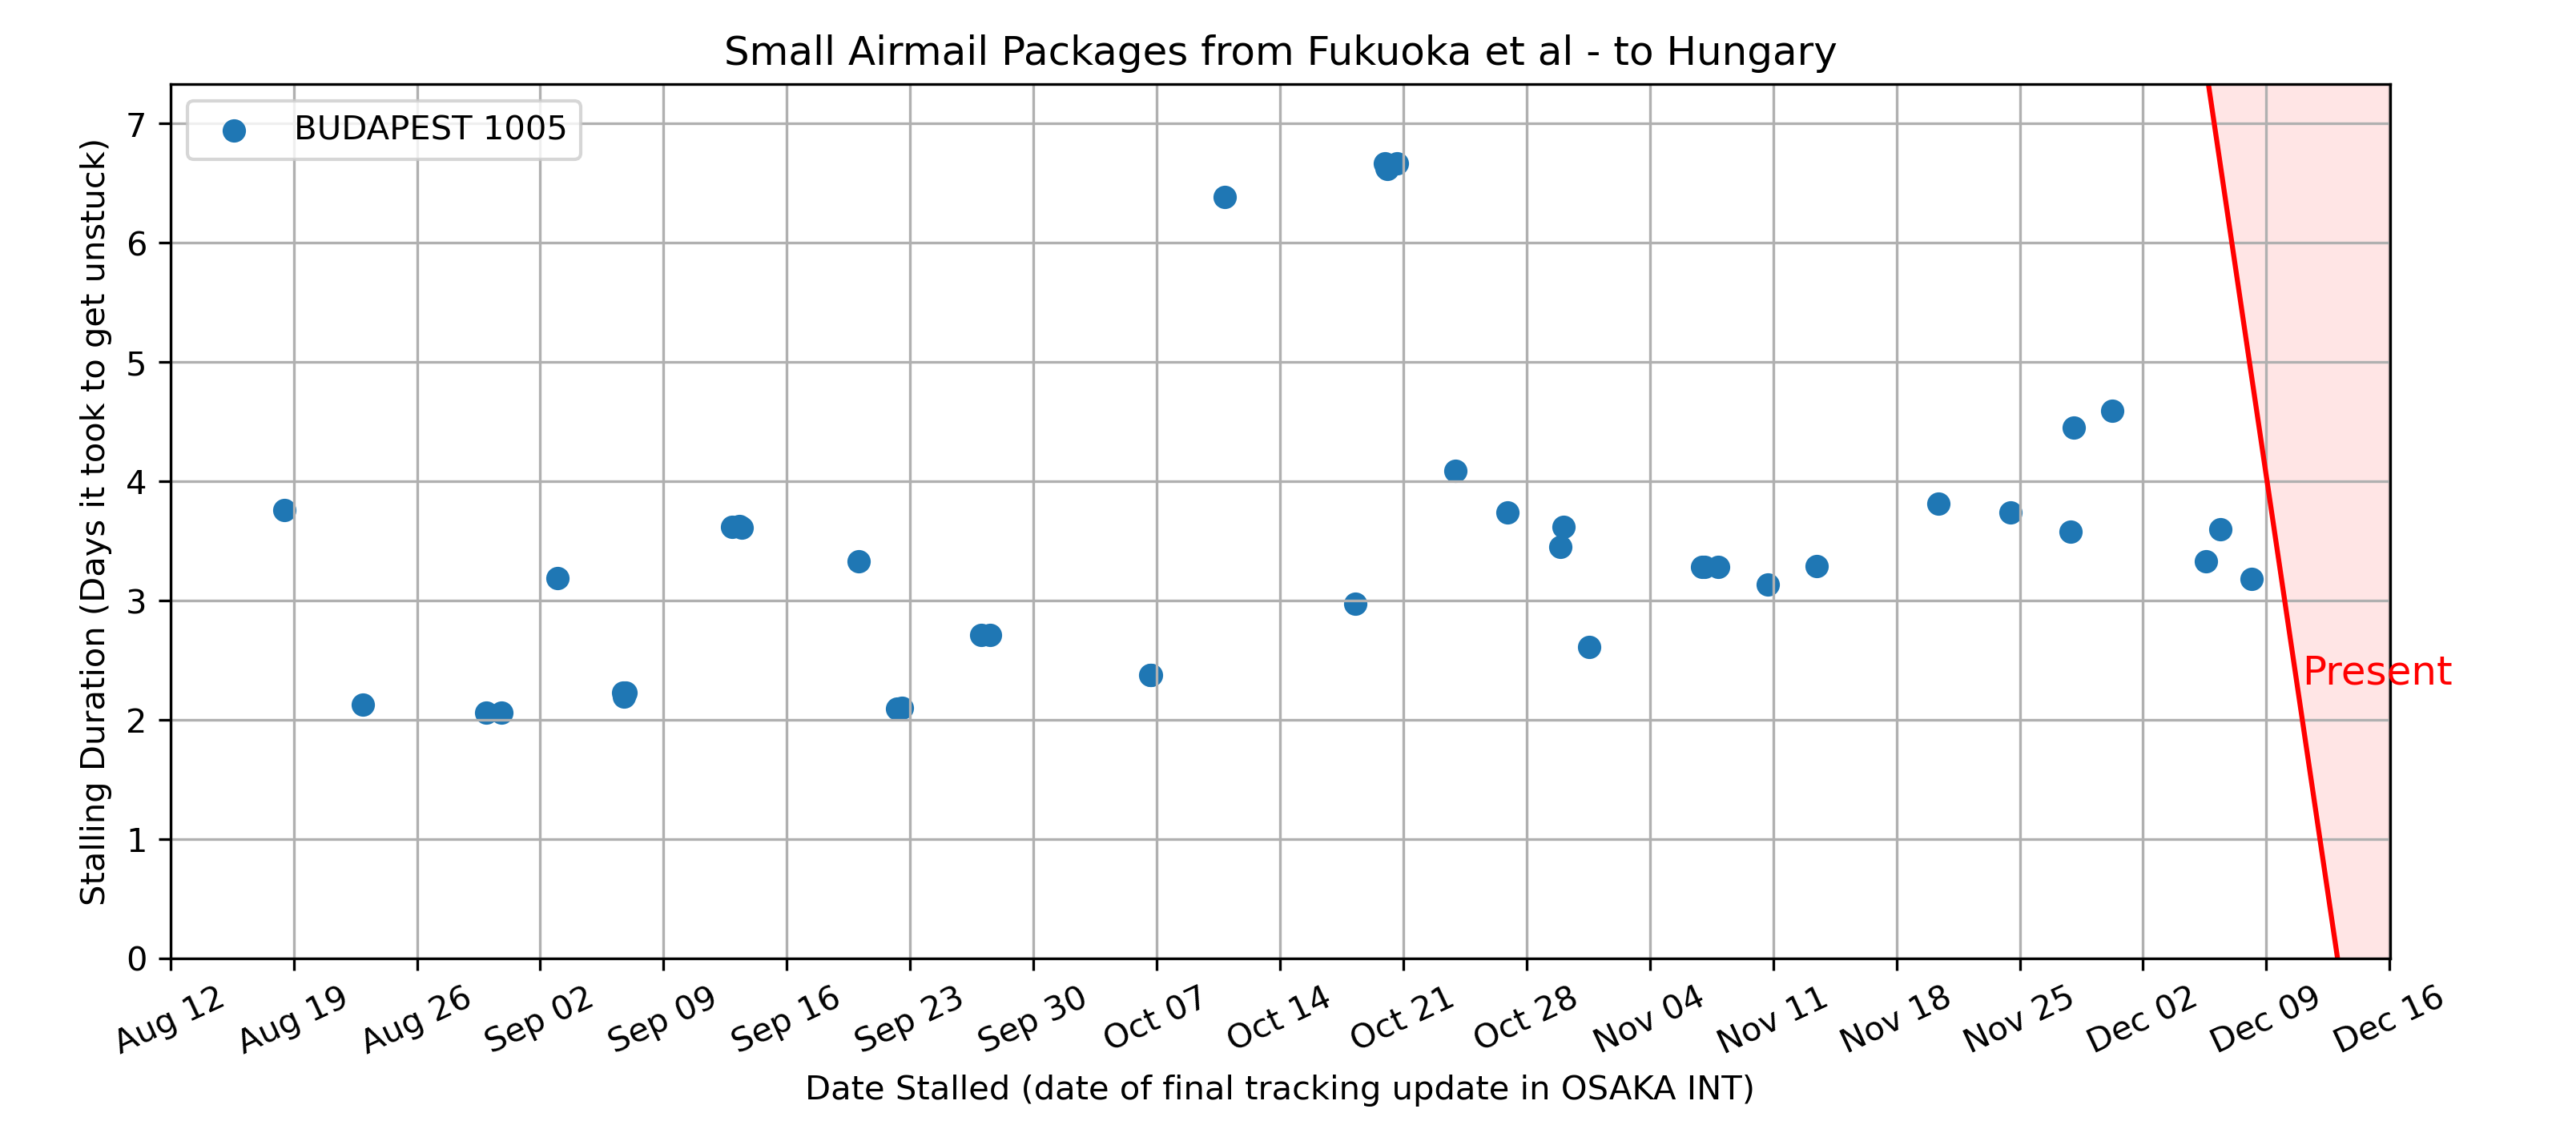 Small Airmail Packages from Fukuoka et al - to Hungary
BUDAPEST 1005
Stalling Duration (Days it took to get unstuck)
7
6
5
4
3
2
1
0
Present
Aug 12
Aug 19
Aug 26
Sep 02
Sep 09
Sep 16
Sep 23
Sep 30
Oct 07
Oct 14
Oct 21
Oct 28
Nov 04
Nov 11
Nov 18
Nov 25
Dec 02
Dec 09
Dec 16
Date Stalled (date of final tracking update in OSAKA INT)